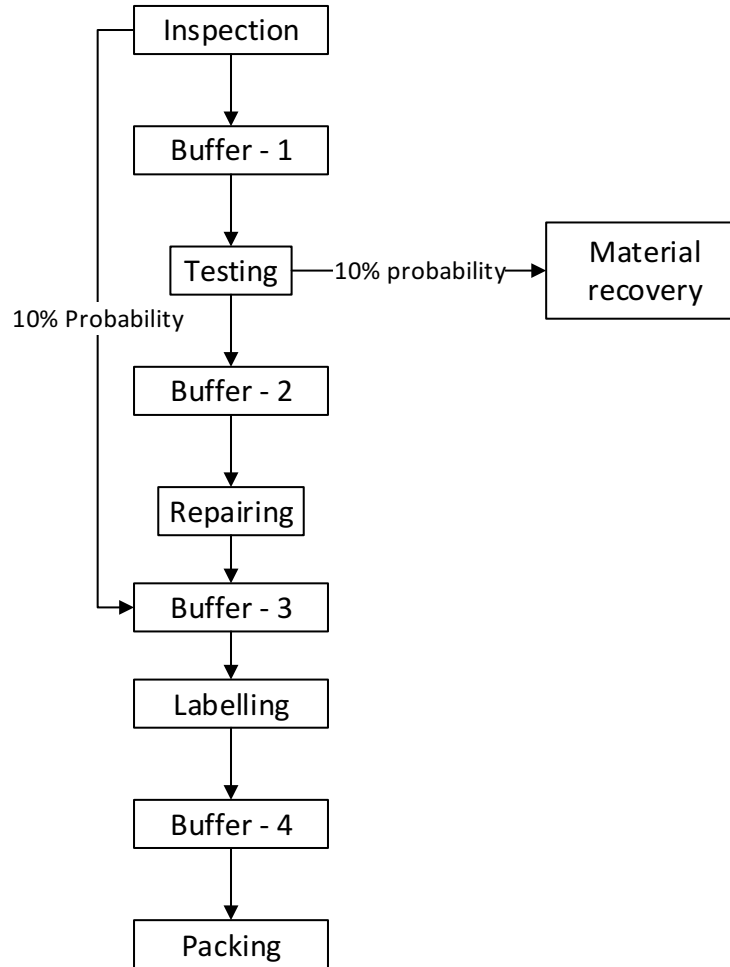 Inspection
Buffer - 1
Testing
10% probability
Material
recovery
10% Probability
Buffer - 2
Repairing
Buffer - 3
Labelling
Buffer - 4
Packing